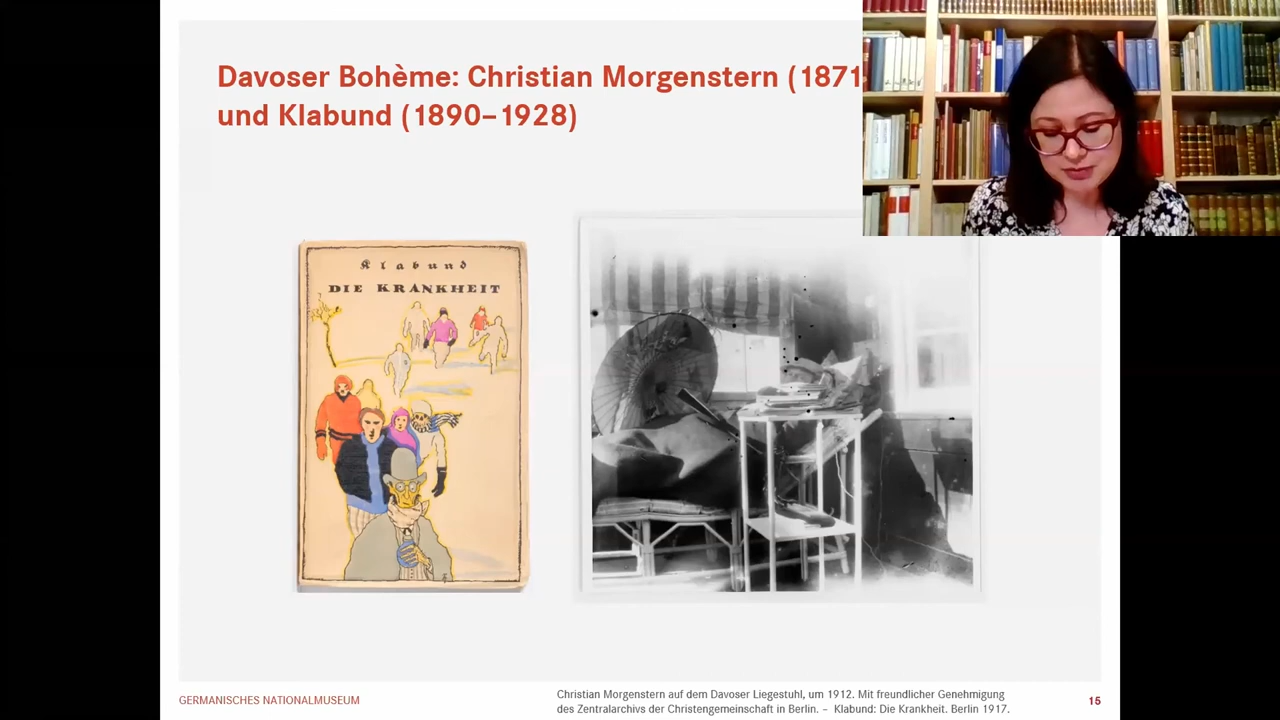 Davoser Bohème: Christian Morgenstern (1871
und Klabund (1890–1928)
Klabund
DIE KRANKHEIT
GERMANISCHES NATIONALMUSEUM
Christian Morgenstern auf dem Davoser Liegestuhl, um 1912. Mit freundlicher Genehmigung
des Zentralarchivs der Christengemeinschaft in Berlin. – Klabund: Die Krankheit. Berlin 1917.
15